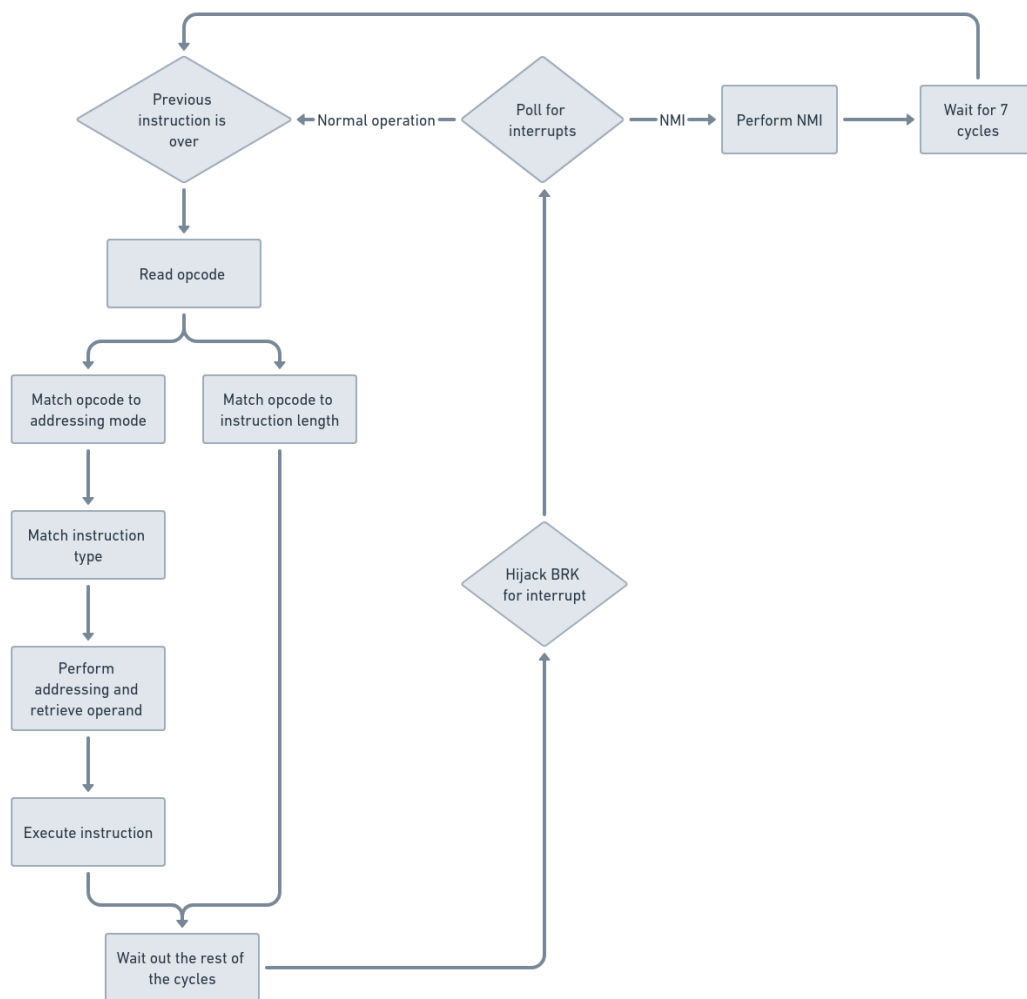 Previous
instruction is
over
Normal operation
Poll for
interrupts
NMI
Perform NMI
Wait for 7
cycles
Read opcode
Match opcode to
addressing mode
Match opcode to
instruction length
Match instruction
type
Hijack BRK
for interrupt
Perform
addressing and
retrieve operand
Execute instruction
Wait out the rest of
the cycles